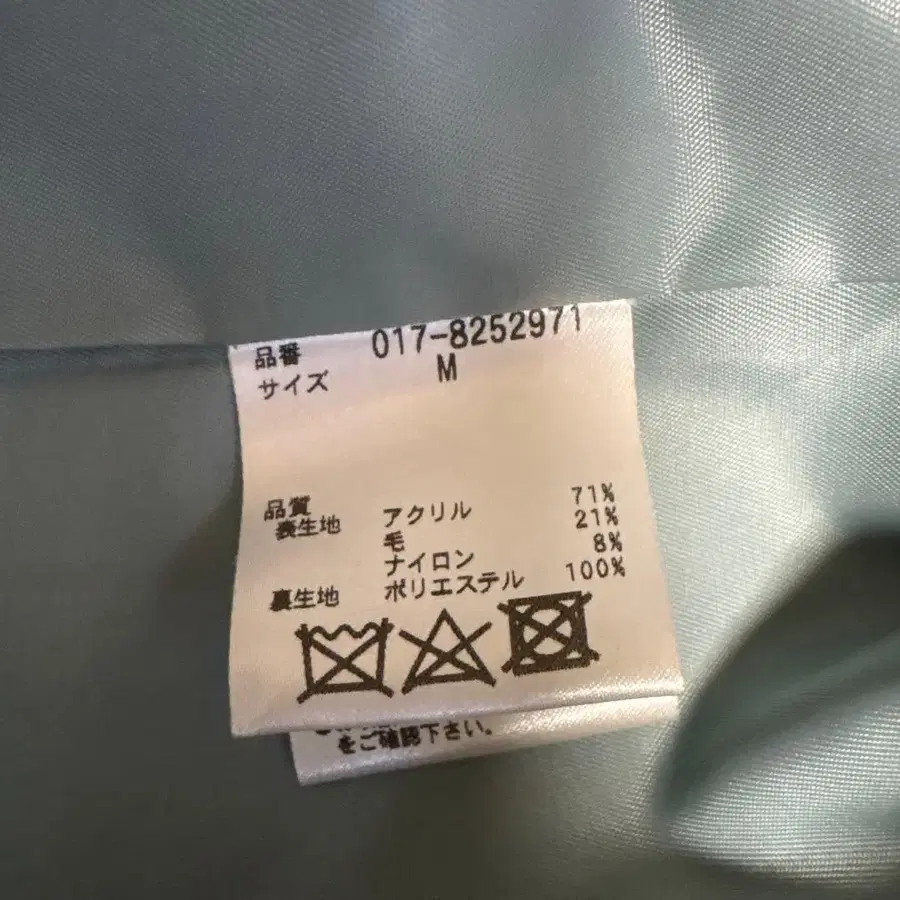 品番 017-8252971
サイズ M
品質
表生地 アクリル 71%
毛 21%
ナイロン 8%
裏生地 ポリエステル 100%
をご確認下さい。